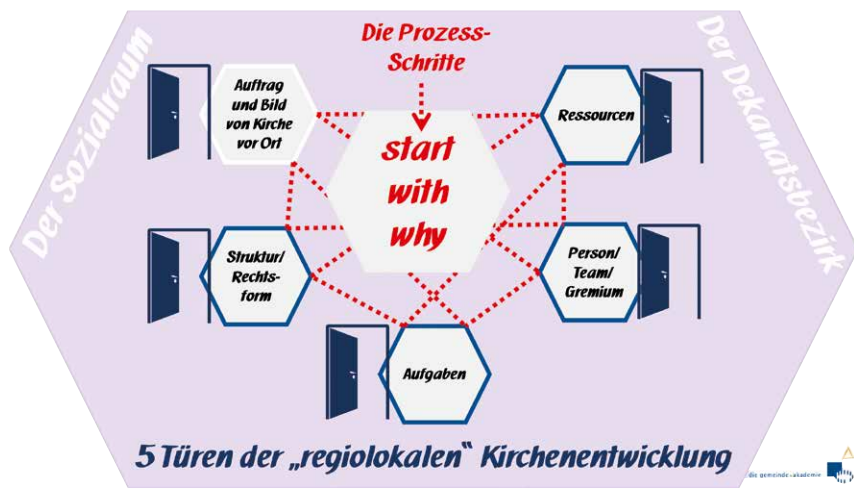 Der Sozialraum
Die Prozess-
Schritte
Der Dekanatsbezirk
Auftrag
und Bild
von Kirche
vor Ort
start
with
why
Ressourcen
Struktur/
Rechts-
form
Person/
Team/
Gremium
Aufgaben
5 Türen der „regiolokalen“ Kirchenentwicklung
die gemeinde.akademie